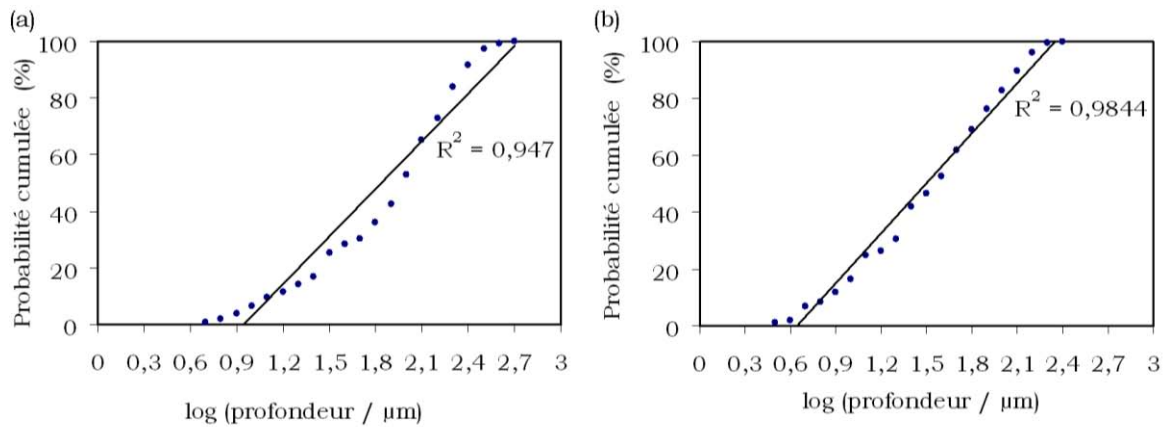 (a)
Probabilité cumulée (%)
100
80
60
40
20
0
R² = 0,947
0 0,3 0,6 0,9 1,2 1,5 1,8 2,1 2,4 2,7 3
log (profondeur / µm)
(b)
Probabilité cumulée (%)
100
80
60
40
20
0
R² = 0,9844
0 0,3 0,6 0,9 1,2 1,5 1,8 2,1 2,4 2,7 3
log (profondeur / µm)